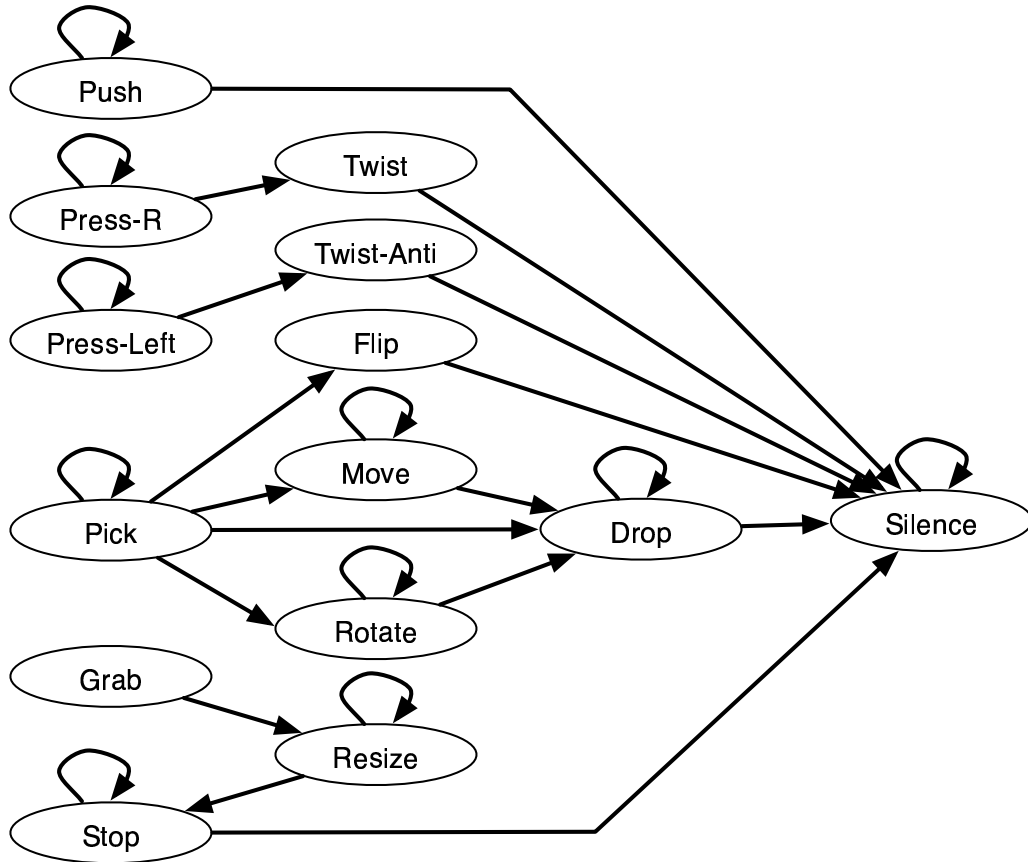 Push
Twist
Press-R
Twist-Anti
Press-Left
Flip
Move
Pick
Drop
Silence
Rotate
Grab
Resize
Stop